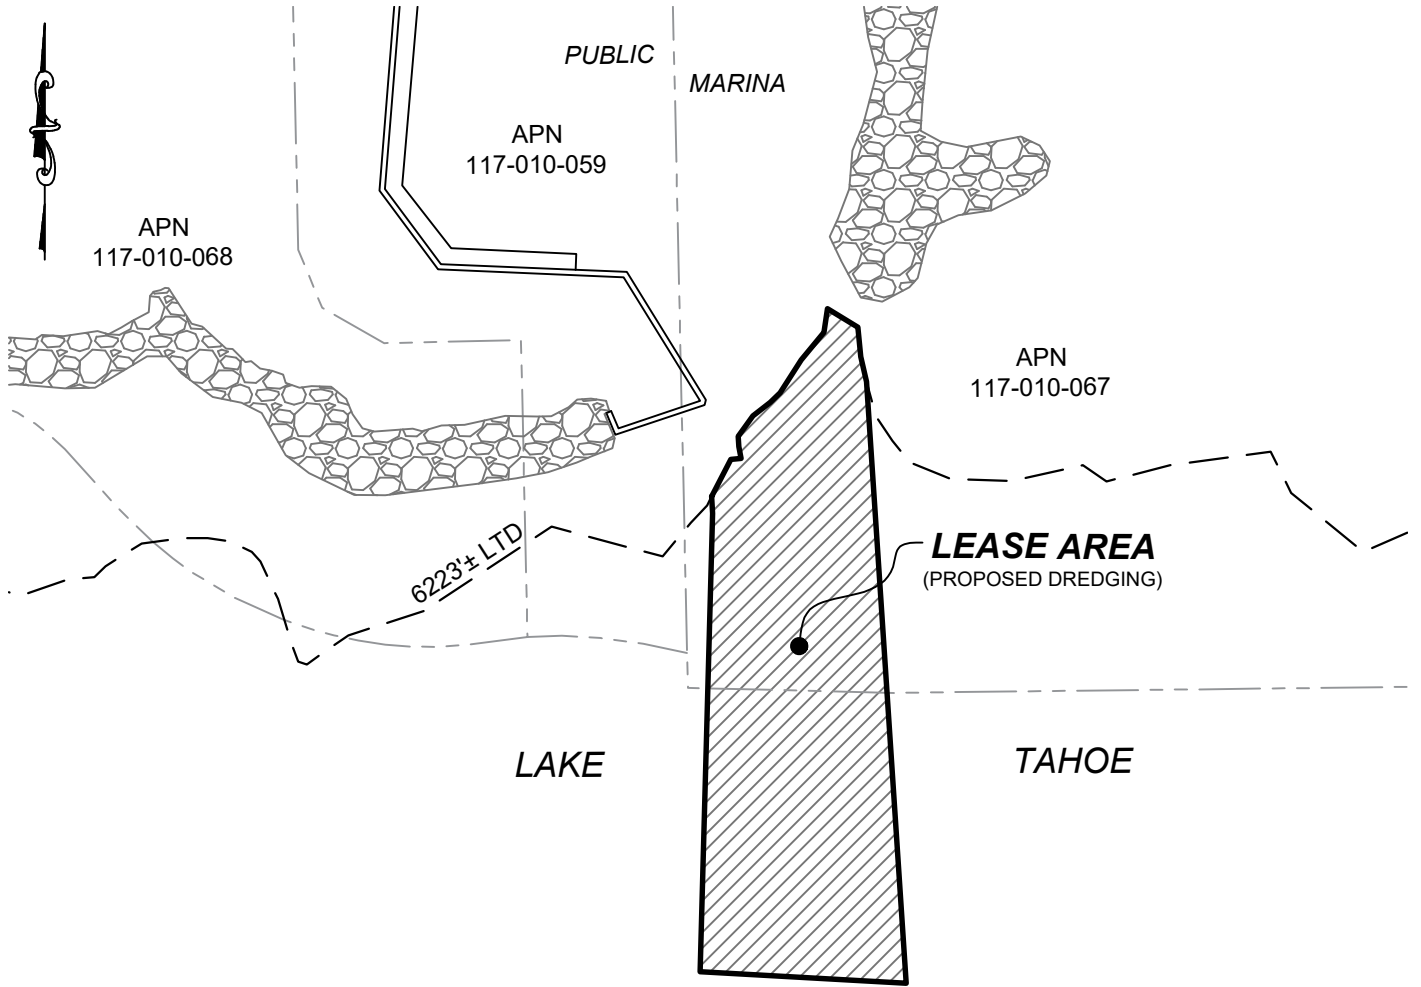 PUBLIC
MARINA
APN
117-010-059
APN
117-010-068
APN
117-010-067
6223'± LTD
LEASE AREA
(PROPOSED DREDGING)
LAKE
TAHOE